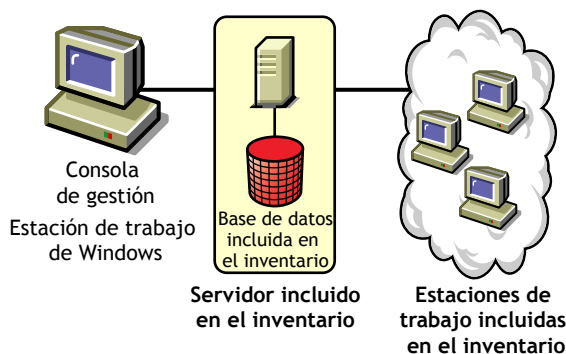 Consola
de gestión
Estación de trabajo
de Windows
Base de datos
incluida en
el inventario
Servidor incluido
en el inventario
Estaciones de
trabajo incluidas
en el inventario